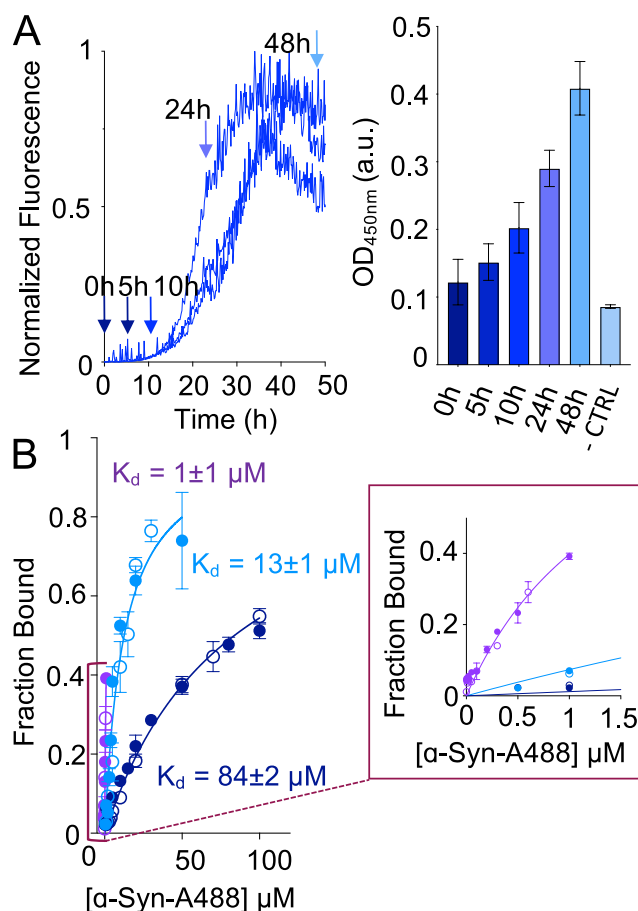 A
Normalized Fluorescence
1
0.5
0
0h 5h 10h
24h
48h
0 10 20 30 40 50
Time (h)
OD450nm (a.u.)
0.5
0.4
0.3
0.2
0.1
0
0h
5h
10h
24h
48h
- CTRL
B
Fraction Bound
1
0.8
0.6
0.4
0.2
0
Kd = 1±1 µM
Kd = 13±1 µM
Kd = 84±2 µM
0 50 100
[α-Syn-A488] µM
Fraction Bound
0.4
0.2
0
0 0.5 1 1.5
[α-Syn-A488] µM